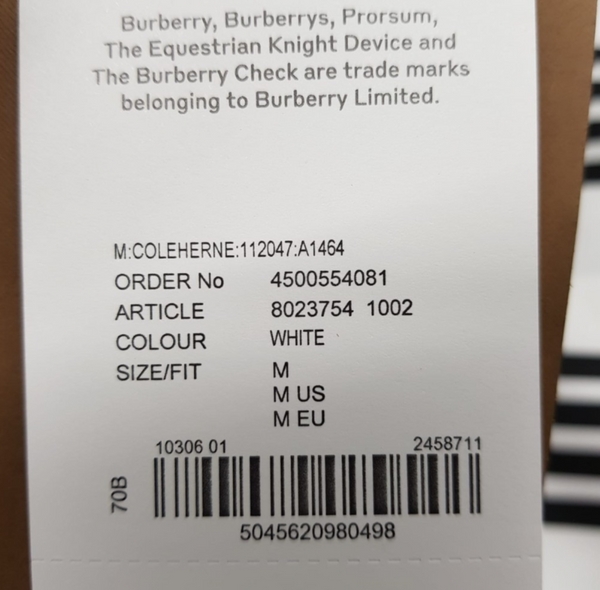 Burberry, Burberrys, Prorsum,
The Equestrian Knight Device and
The Burberry Check are trade marks
belonging to Burberry Limited.
M:COLEHERNE:112047:A1464
ORDER No 4500554081
ARTICLE 8023754 1002
COLOUR WHITE
SIZE/FIT M
M US
M EU
10306 01 2458711
70B
5045620980498